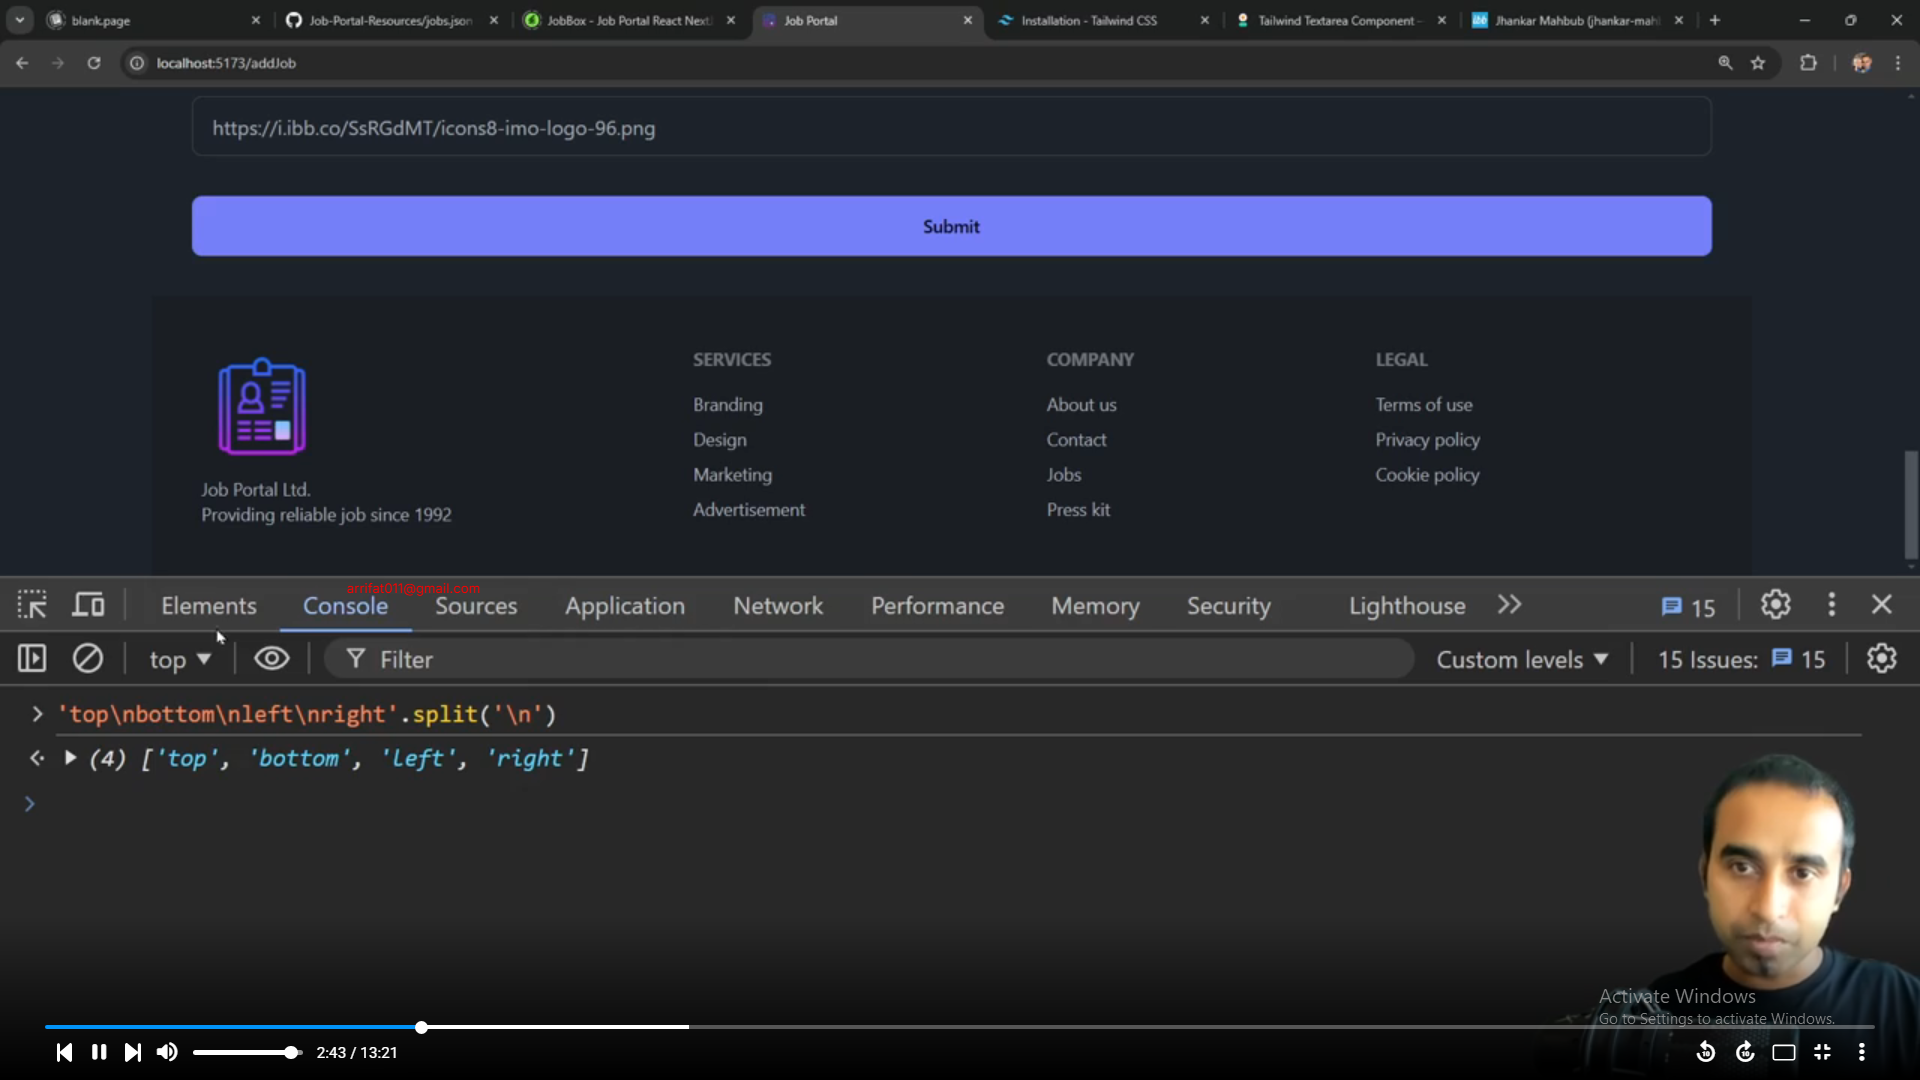 blank.page
Job-Portal-Resources/jobs.json
JobBox - Job Portal React Next
Job Portal
Installation - Tailwind CSS
Tailwind Textarea Component -
Jhankar Mahbub (jhankar-mah
localhost:5173/addJob
https://i.ibb.co/SsRGdMT/icons8-imo-logo-96.png
Submit
Job Portal Ltd.
Providing reliable job since 1992
SERVICES
Branding
Design
Marketing
Advertisement
COMPANY
About us
Contact
Jobs
Press kit
LEGAL
Terms of use
Privacy policy
Cookie policy
arrifat011@gmail.com
Elements Console Sources Application Network Performance Memory Security Lighthouse 15
top Filter Custom levels 15 Issues: 15
'top\nbottom\nleft\nright'.split('\n')
(4) ['top', 'bottom', 'left', 'right']
Activate Windows
Go to Settings to activate Windows.
2:43 / 13:21